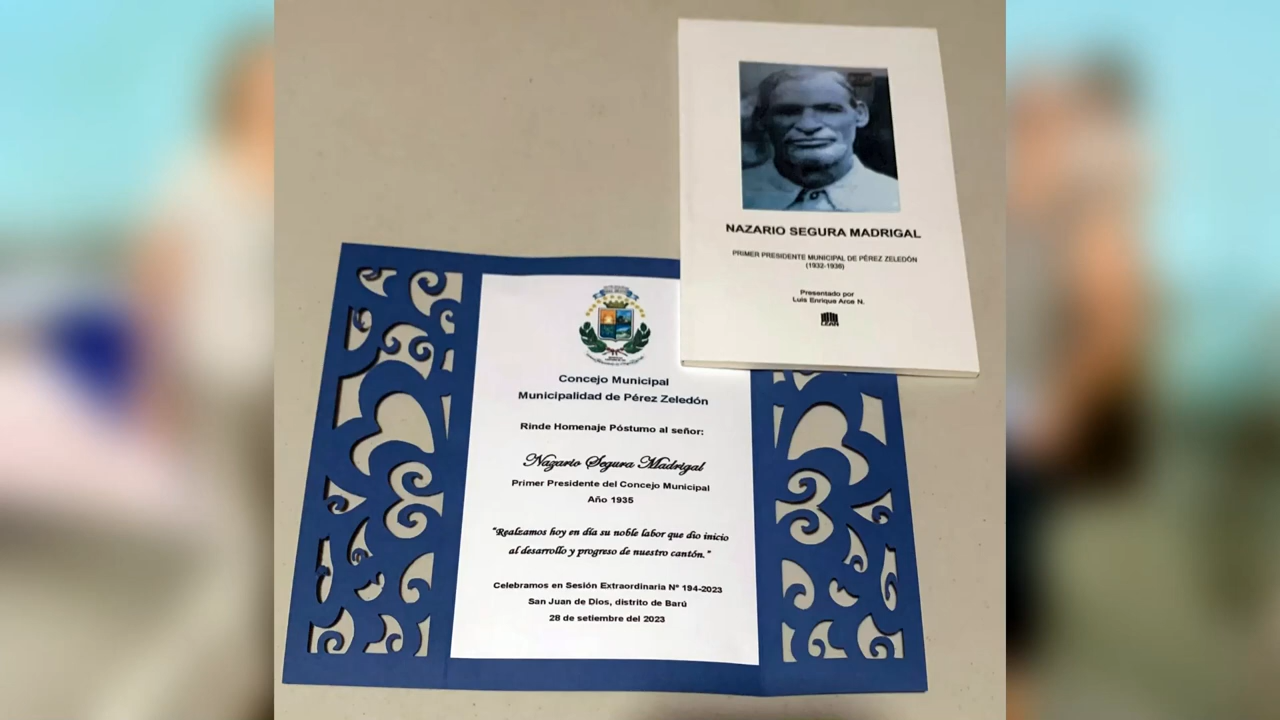 NAZARIO SEGURA MADRIGAL
PRIMER PRESIDENTE MUNICIPAL DE PÉREZ ZELEDÓN
(1932-1936)
Presentado por
Luis Enrique Arce N.
Concejo Municipal
Municipalidad de Pérez Zeledón
Rinde Homenaje Póstumo al señor:
Nazario Segura Madrigal
Primer Presidente del Concejo Municipal
Año 1935
"Realzamos hoy en día su noble labor que dio inicio
al desarrollo y progreso de nuestro cantón."
Celebramos en Sesión Extraordinaria Nº 194-2023
San Juan de Dios, distrito de Barú
28 de setiembre del 2023